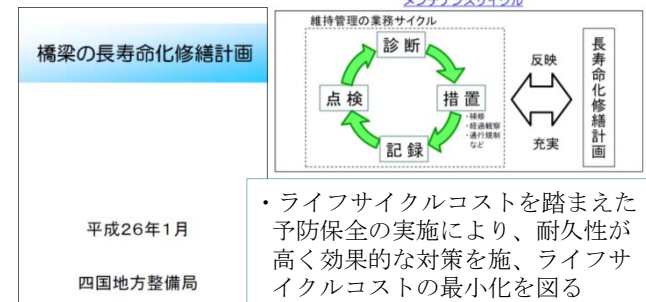 メンテナンスサイクル
橋梁の長寿命化修繕計画
平成26年1月
四国地方整備局
維持管理の業務サイクル
診断
点検
措置
・補修
・経過観察
・通行規制
など
記録
反映
充実
長寿命化修繕計画
・ライフサイクルコストを踏まえた
予防保全の実施により、耐久性が
高く効果的な対策を施、ライフサ
イクルコストの最小化を図る